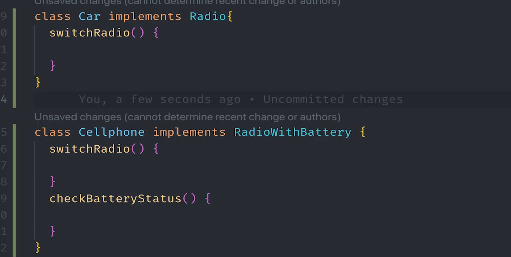 Unsaved changes (cannot determine recent change or authors)
9 class Car implements Radio{
0 switchRadio() {
1
2 }
3 }
4 You, a few seconds ago • Uncommitted changes
Unsaved changes (cannot determine recent change or authors)
5 class Cellphone implements RadioWithBattery {
6 switchRadio() {
7
8 }
9 checkBatteryStatus() {
0
1 }
2 }